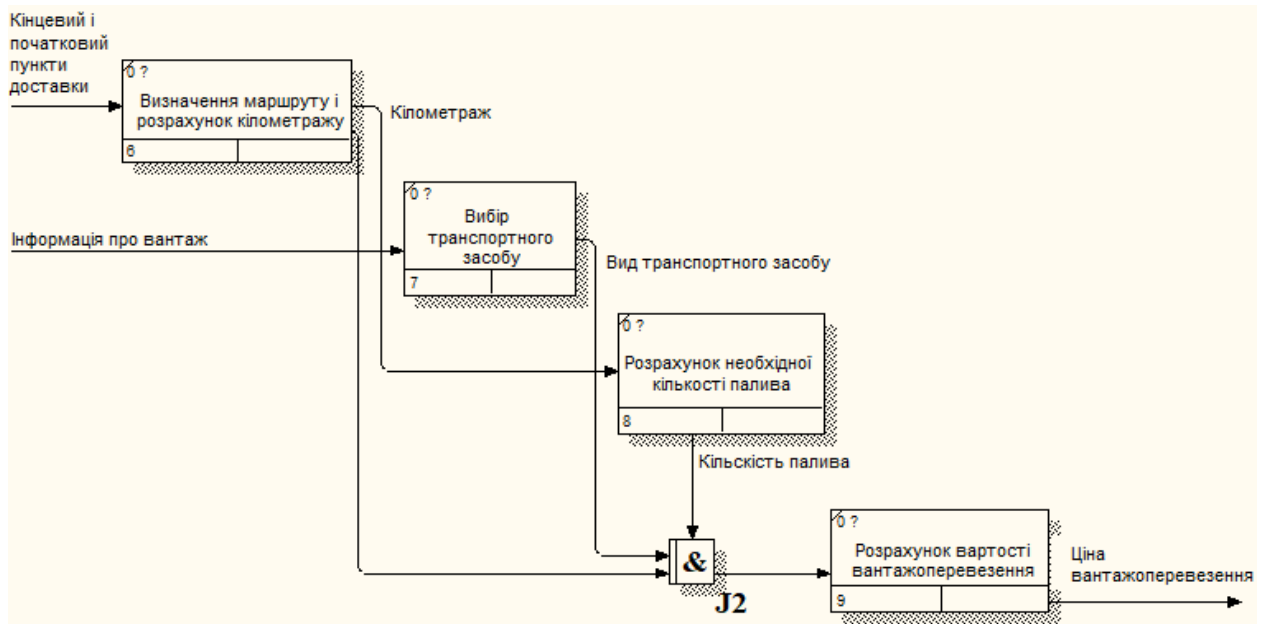 Кінцевий і
початковий
пункти
доставки
0 ?
Визначення маршруту і
розрахунок кілометражу
6
Кілометраж
0 ?
Вибір
транспортного
засобу
7
Інформація про вантаж
Вид транспортного засобу
0 ?
Розрахунок необхідної
кількості палива
8
Кільскість палива
&
J2
0 ?
Розрахунок вартості
вантажоперевезення
9
Ціна
вантажоперевезення